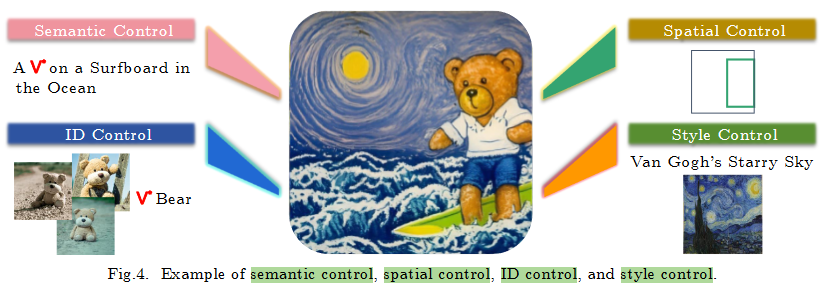 Semantic Control
A V* on a Surfboard in
the Ocean
ID Control
V* Bear
Spatial Control
Style Control
Van Gogh's Starry Sky
Fig.4. Example of semantic control, spatial control, ID control, and style control.